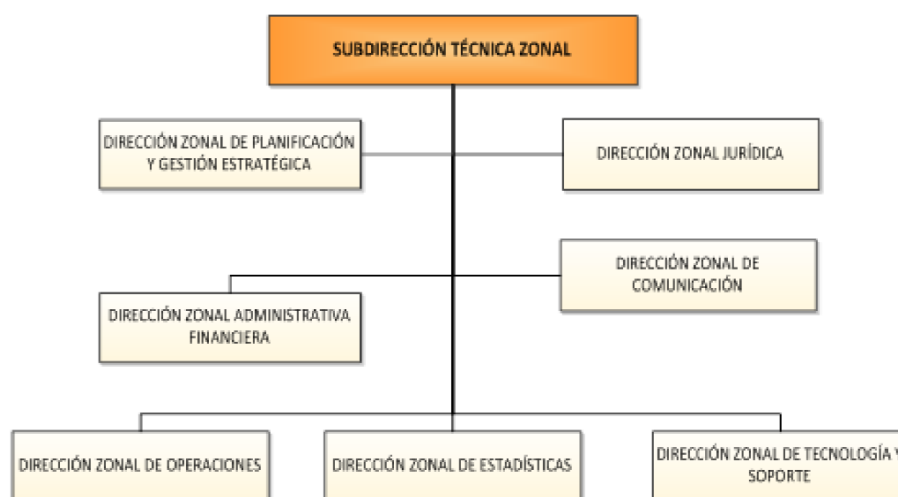 SUBDIRECCIÓN TÉCNICA ZONAL
DIRECCIÓN ZONAL DE PLANIFICACIÓN
Y GESTIÓN ESTRATÉGICA
DIRECCIÓN ZONAL JURÍDICA
DIRECCIÓN ZONAL DE
COMUNICACIÓN
DIRECCIÓN ZONAL ADMINISTRATIVA
FINANCIERA
DIRECCIÓN ZONAL DE OPERACIONES
DIRECCIÓN ZONAL DE ESTADÍSTICAS
DIRECCIÓN ZONAL DE TECNOLOGÍA Y
SOPORTE